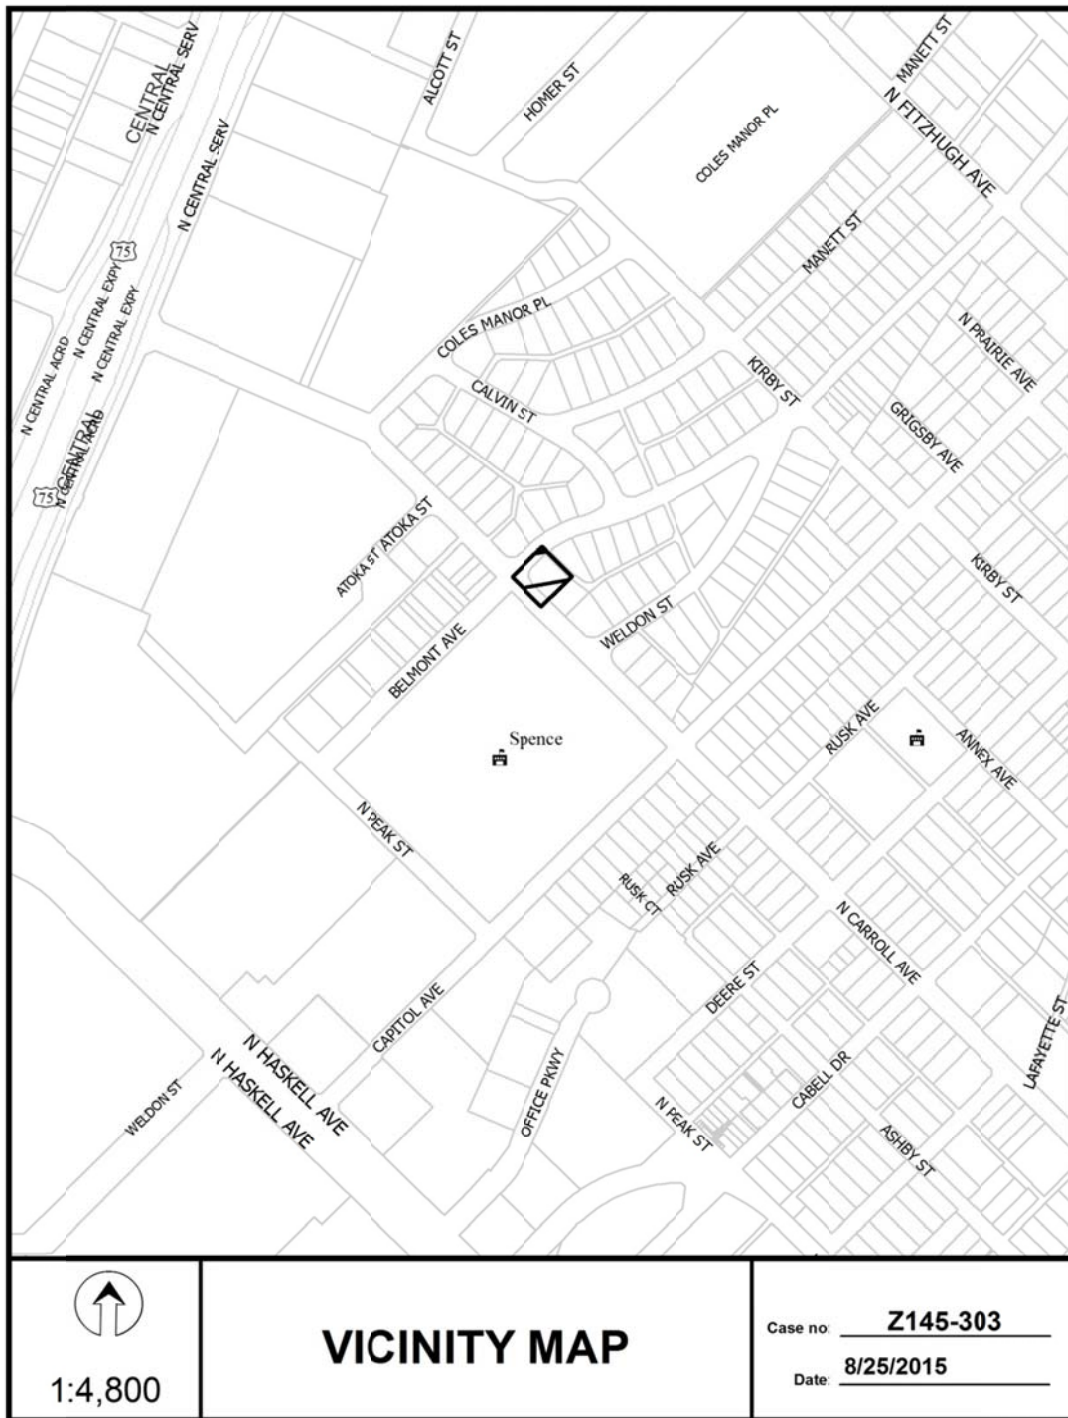 CENTRAL
N CENTRAL SERV
ALCOTT ST
HOMER ST
MANETT ST
N FITZHUGH AVE
COLES MANOR PL
N CENTRAL SERV
MANETT ST
75
N CENTRAL EXPY
N CENTRAL EXPY
COLES MANOR PL
N PRAIRIE AVE
N CENTRAL ACRD
KIRBY ST
CALVIN ST
GRIGSBY AVE
CENTRAL
N CENTRAL ACRD
75
ATOKA ST
ATOKA ST
KIRBY ST
WELDON ST
BELMONT AVE
RUSK AVE
Spence
ANNEX AVE
N PEAK ST
RUSK AVE
RUSK CT
N CARROLL AVE
DEERE ST
CAPITOL AVE
LAFAYETTE ST
N HASKELL AVE
N HASKELL AVE
OFFICE PKWY
CABELL DR
WELDON ST
N PEAK ST
ASHBY ST
1:4,800
VICINITY MAP
Case no: Z145-303
Date: 8/25/2015